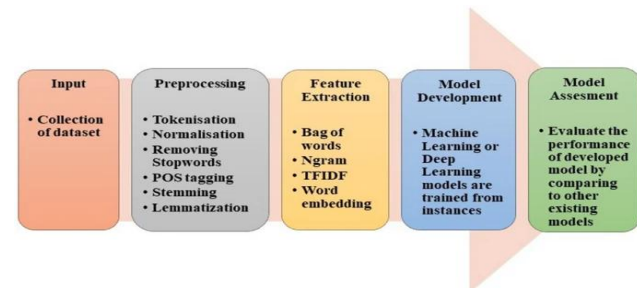 Input
• Collection
of dataset
Preprocessing
• Tokenisation
• Normalisation
• Removing
Stopwords
• POS tagging
• Stemming
• Lemmatization
Feature
Extraction
• Bag of
words
• Ngram
• TFIDF
• Word
embedding
Model
Development
• Machine
Learning or
Deep
Learning
models are
trained from
instances
Model
Assesment
• Evaluate the
performance
of developed
model by
comparing
to other
existing
models